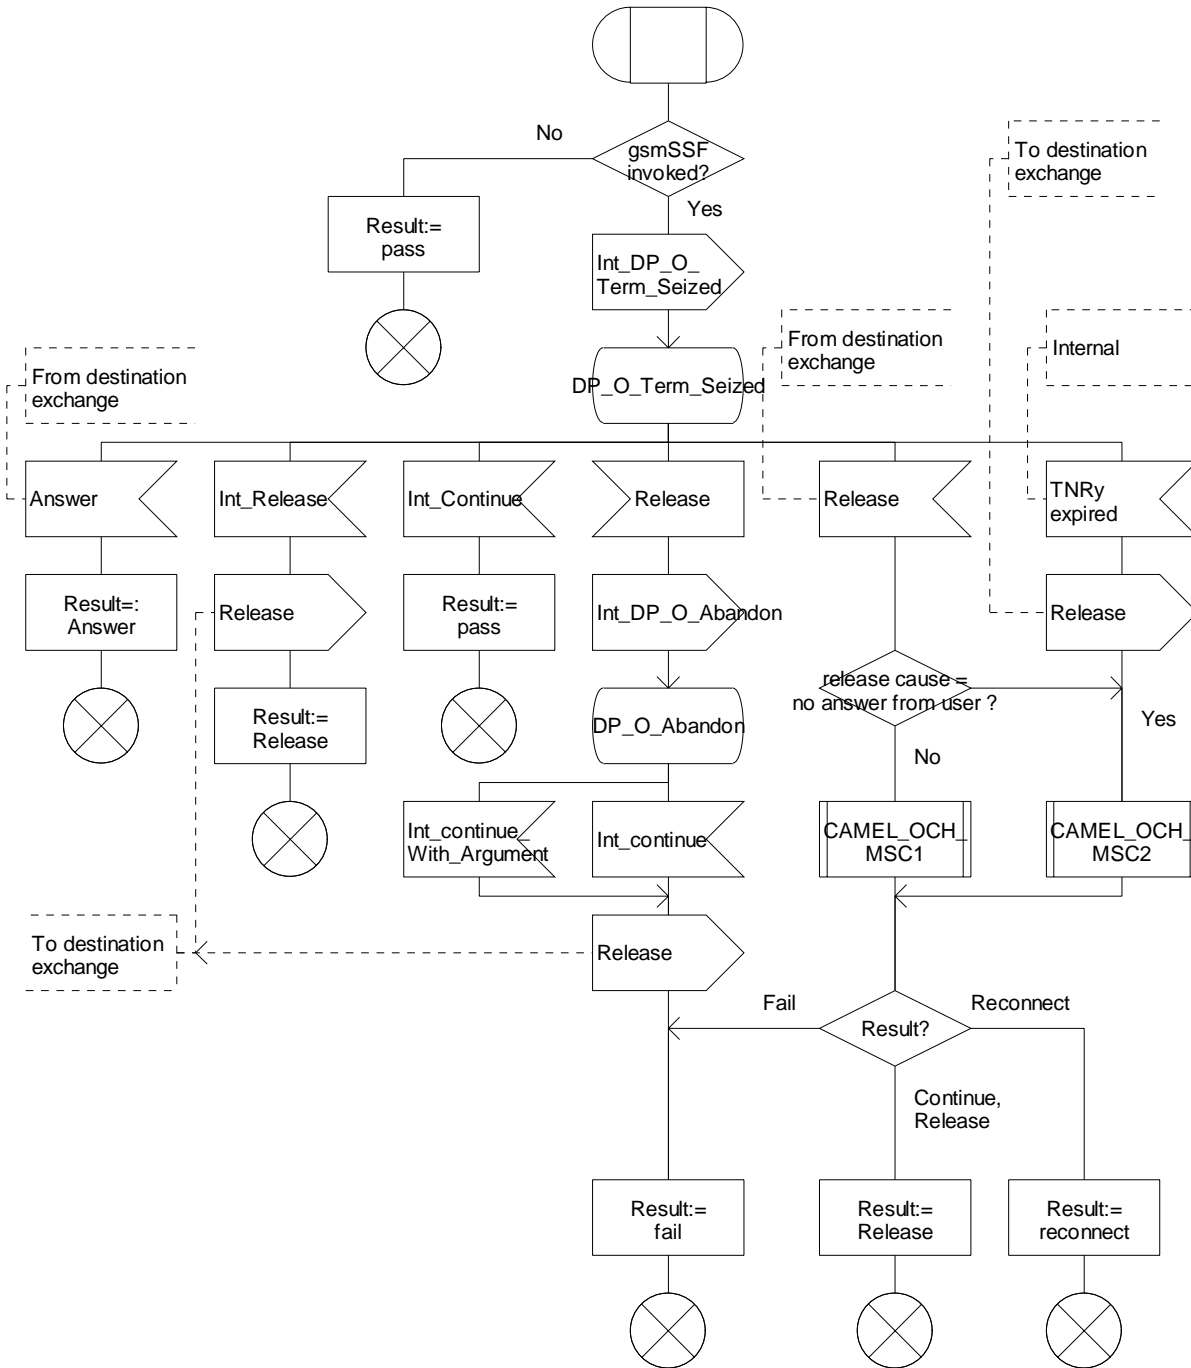 No
gsmSSF
invoked?
To destination
exchange
Yes
Result:=
pass
Int_DP_O_
Term_Seized
From destination
exchange
Internal
From destination
exchange
DP_O_Term_Seized
Answer
Int_Release
Int_Continue
Release
Release
TNRy
expired
Result=:
Answer
Release
Result:=
pass
Int_DP_O_Abandon
Release
release cause =
no answer from user ?
Result:=
Release
DP_O_Abandon
Yes
No
Int_continue_
With_Argument
Int_continue
CAMEL_OCH_
MSC1
CAMEL_OCH_
MSC2
To destination
exchange
Release
Fail
Reconnect
Result?
Continue,
Release
Result:=
fail
Result:=
Release
Result:=
reconnect